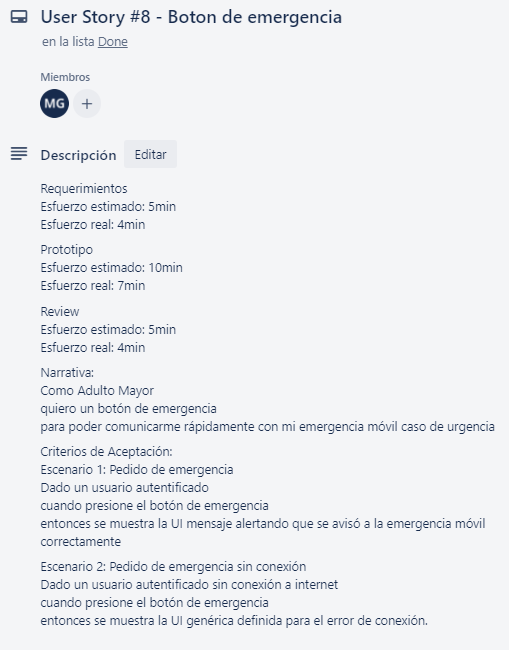 User Story #8 - Boton de emergencia
en la lista Done
Miembros
MG +
Descripción Editar
Requerimientos
Esfuerzo estimado: 5min
Esfuerzo real: 4min
Prototipo
Esfuerzo estimado: 10min
Esfuerzo real: 7min
Review
Esfuerzo estimado: 5min
Esfuerzo real: 4min
Narrativa:
Como Adulto Mayor
quiero un botón de emergencia
para poder comunicarme rápidamente con mi emergencia móvil caso de urgencia
Criterios de Aceptación:
Escenario 1: Pedido de emergencia
Dado un usuario autentificado
cuando presione el botón de emergencia
entonces se muestra la UI mensaje alertando que se avisó a la emergencia móvil
correctamente
Escenario 2: Pedido de emergencia sin conexión
Dado un usuario autentificado sin conexión a internet
cuando presione el botón de emergencia
entonces se muestra la UI genérica definida para el error de conexión.